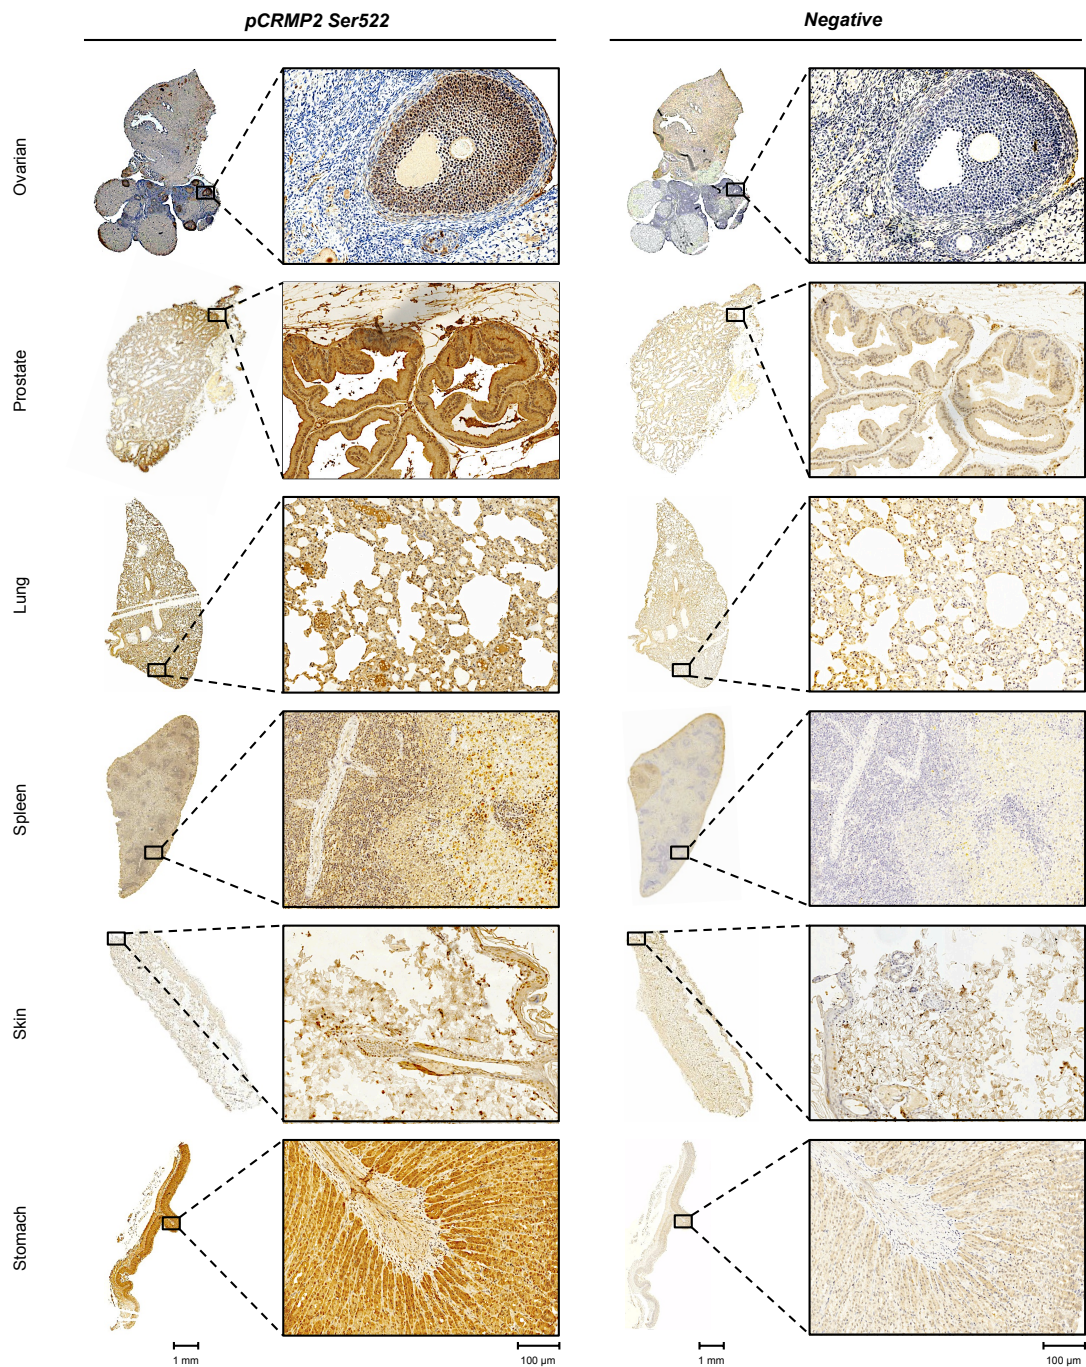 pCRMP2 Ser522
Negative
Ovarian
Prostate
Lung
Spleen
Skin
Stomach
1 mm
100 µm
1 mm
100 µm